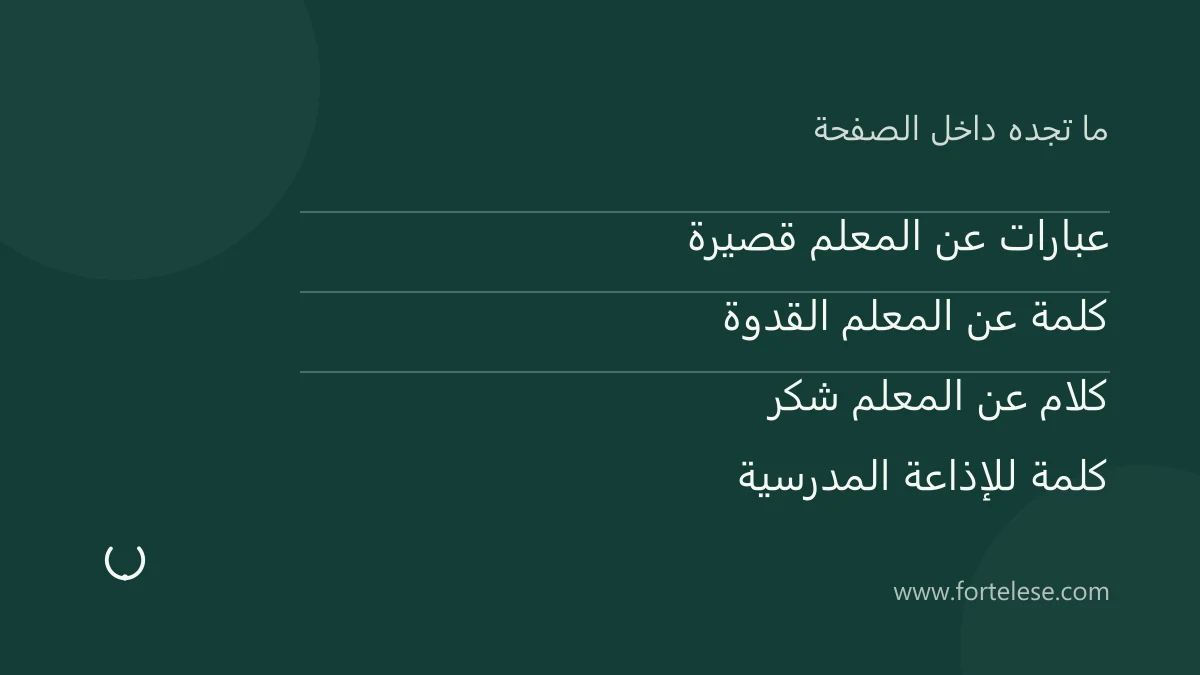 ما تجده داخل الصفحة
عبارات عن المعلم قصيرة
كلمة عن المعلم القدوة
كلام عن المعلم شكر
كلمة للإذاعة المدرسية
www.fortelese.com